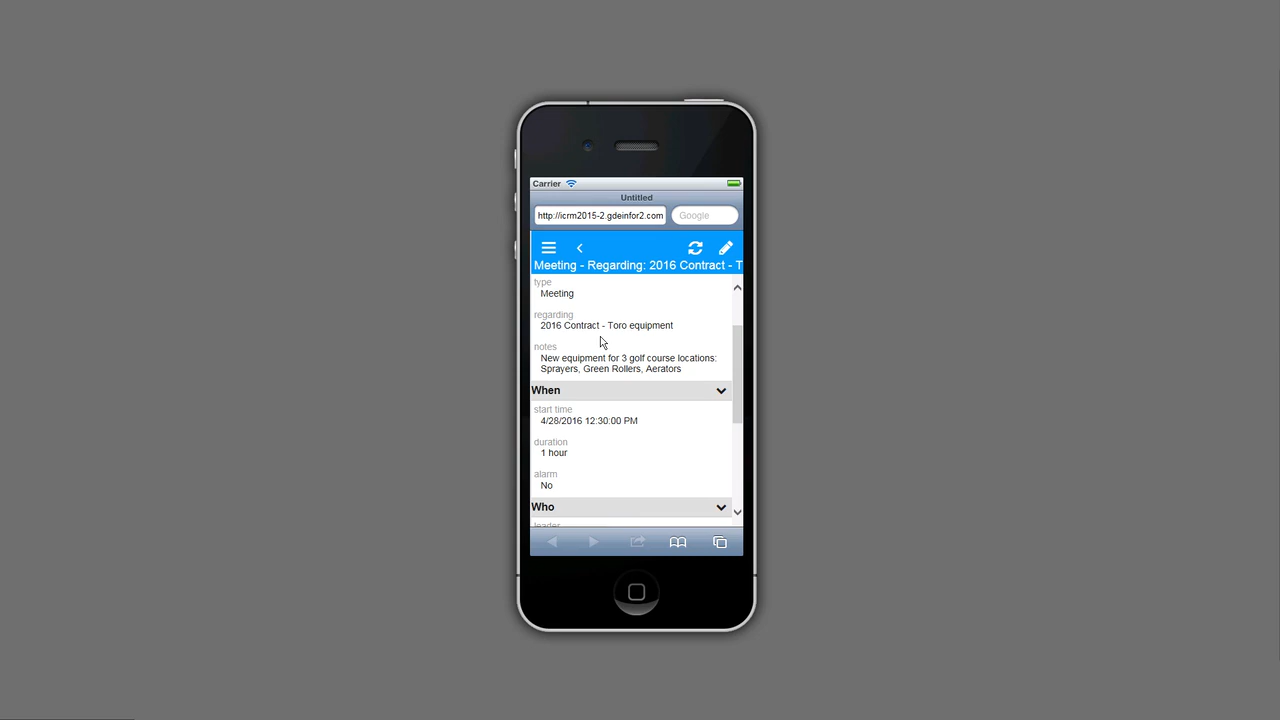 Carrier
Untitled
http://icrm2015-2.gdeinfor2.com
Google
Meeting - Regarding: 2016 Contract - T
type
Meeting
regarding
2016 Contract - Toro equipment
notes
New equipment for 3 golf course locations:
Sprayers, Green Rollers, Aerators
When
start time
4/28/2016 12:30:00 PM
duration
1 hour
alarm
No
Who
leader